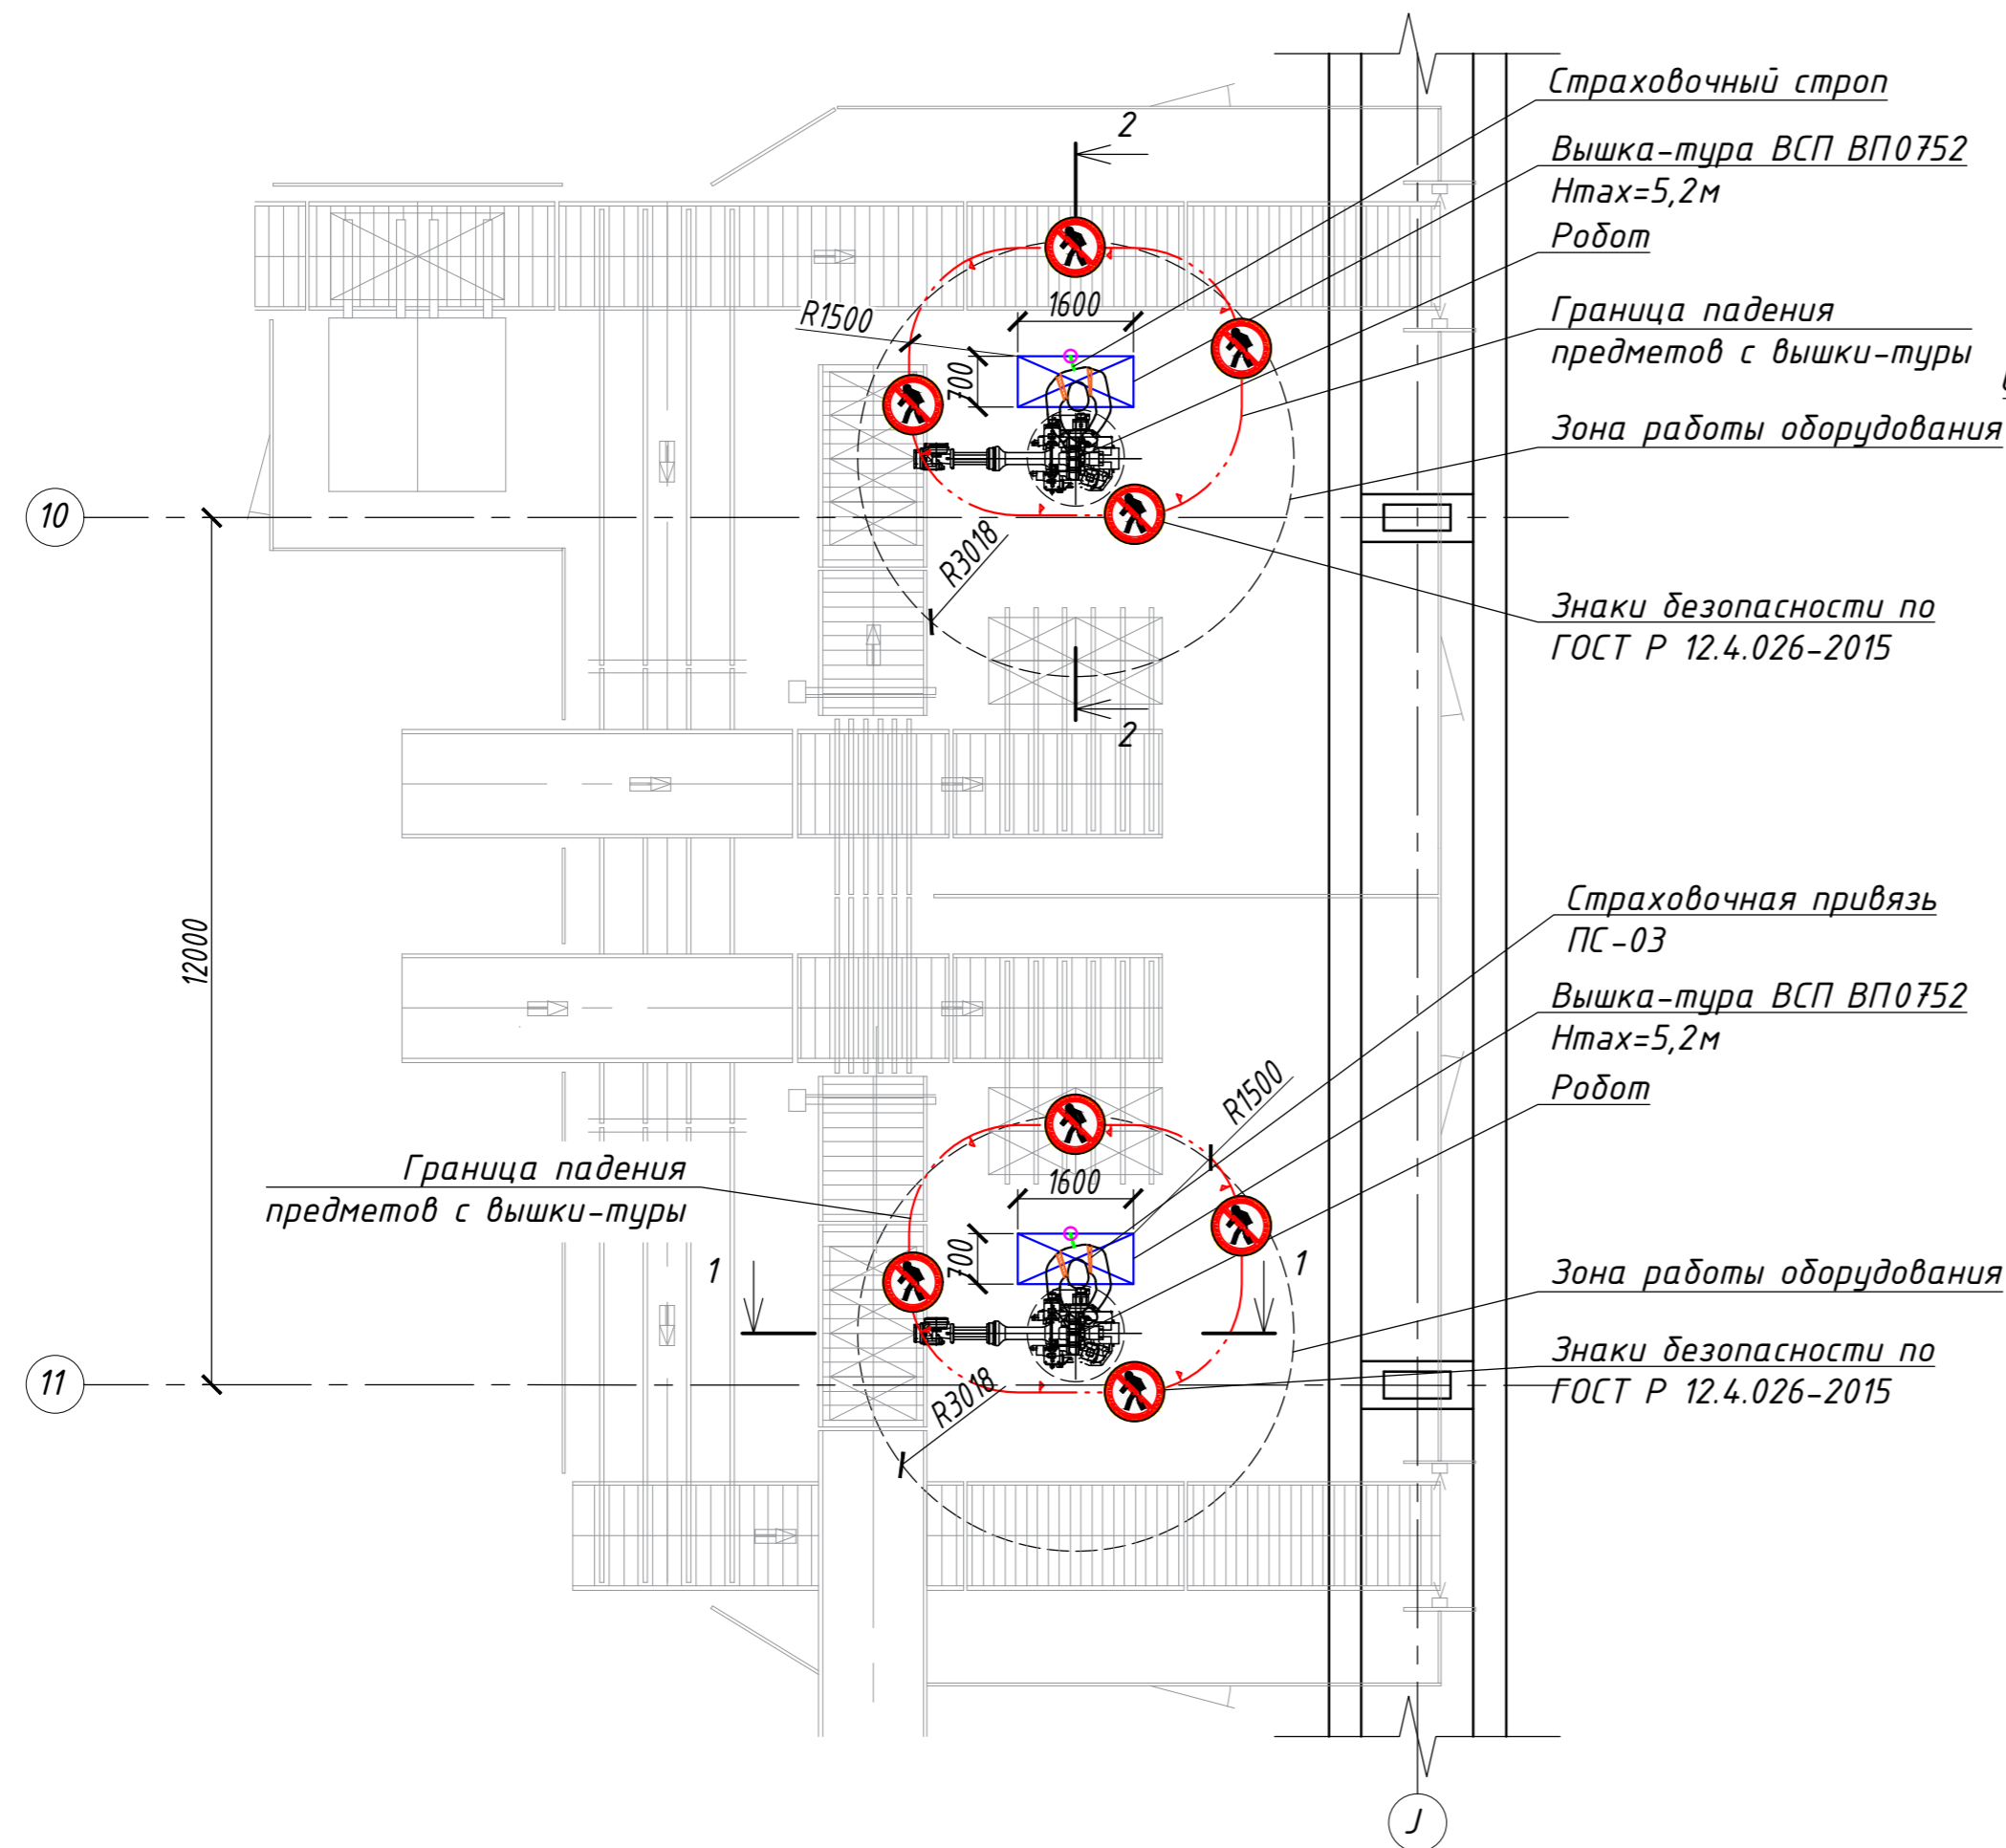 Страховочный строп
2
Вышка-тура ВСП ВП0752
Hmax=5,2м
Робот
R1500
1600
Граница падения
предметов с вышки-туры
700
Зона работы оборудования
10
R3018
Знаки безопасности по
ГОСТ Р 12.4.026-2015
2
12000
Страховочная привязь
ПС-03
Вышка-тура ВСП ВП0752
Hmax=5,2м
R1500
Робот
Граница падения
предметов с вышки-туры
1600
700
1
1
Зона работы оборудования
Знаки безопасности по
ГОСТ Р 12.4.026-2015
11
R3018
J